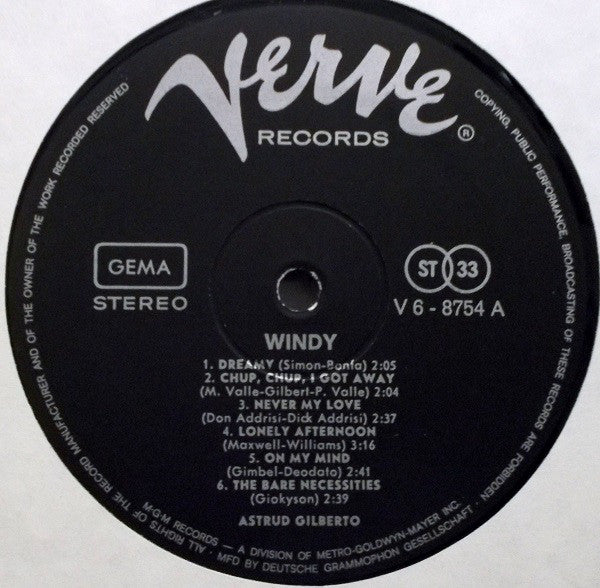 Verve
RECORDS ®
ALL RIGHTS OF THE RECORD MANUFACTURER AND OF THE OWNER OF THE WORK RECORDED RESERVED
COPYING, PUBLIC PERFORMANCE, BROADCASTING OF THESE RECORDS ARE FORBIDDEN
GEMA
STEREO
ST 33
V 6 - 8754 A
WINDY
1. DREAMY (Simon-Bonfa) 2:05
2. CHUP, CHUP, I GOT AWAY
(M. Valle-Gilbert-P. Valle) 2:04
3. NEVER MY LOVE
(Don Addrisi-Dick Addrisi) 2:37
4. LONELY AFTERNOON
(Maxwell-Williams) 3:16
5. ON MY MIND
(Gimbel-Deodato) 2:41
6. THE BARE NECESSITIES
(Giokyson) 2:39
ASTRUD GILBERTO
M·G·M RECORDS — A DIVISION OF METRO-GOLDWYN-MAYER INC.
· MFD BY DEUTSCHE GRAMMOPHON GESELLSCHAFT ·